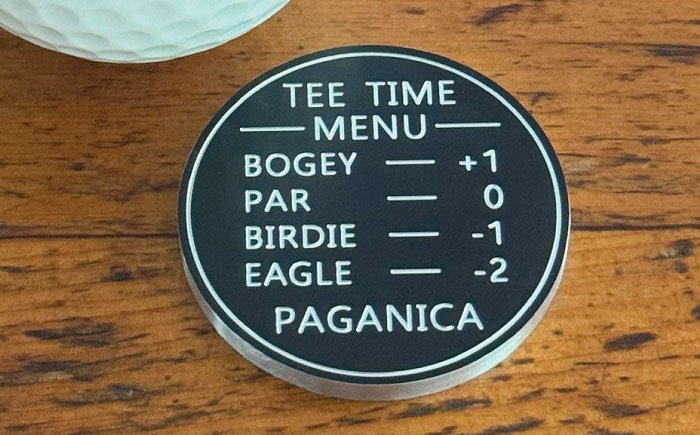 TEE TIME
MENU
BOGEY — +1
PAR — 0
BIRDIE — -1
EAGLE — -2
PAGANICA